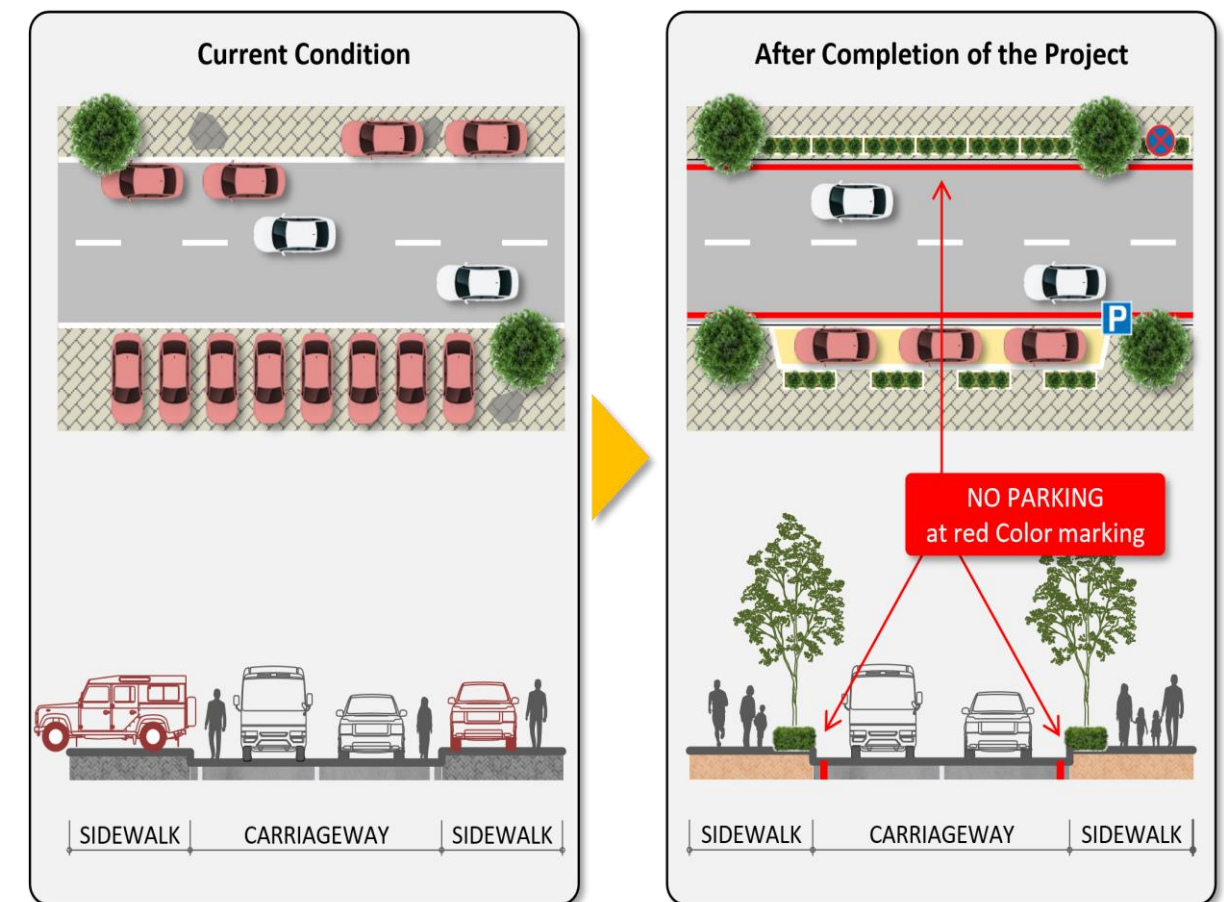 Current Condition
SIDEWALK
CARRIAGEWAY
SIDEWALK
After Completion of the Project
P
NO PARKING
at red Color marking
SIDEWALK
CARRIAGEWAY
SIDEWALK